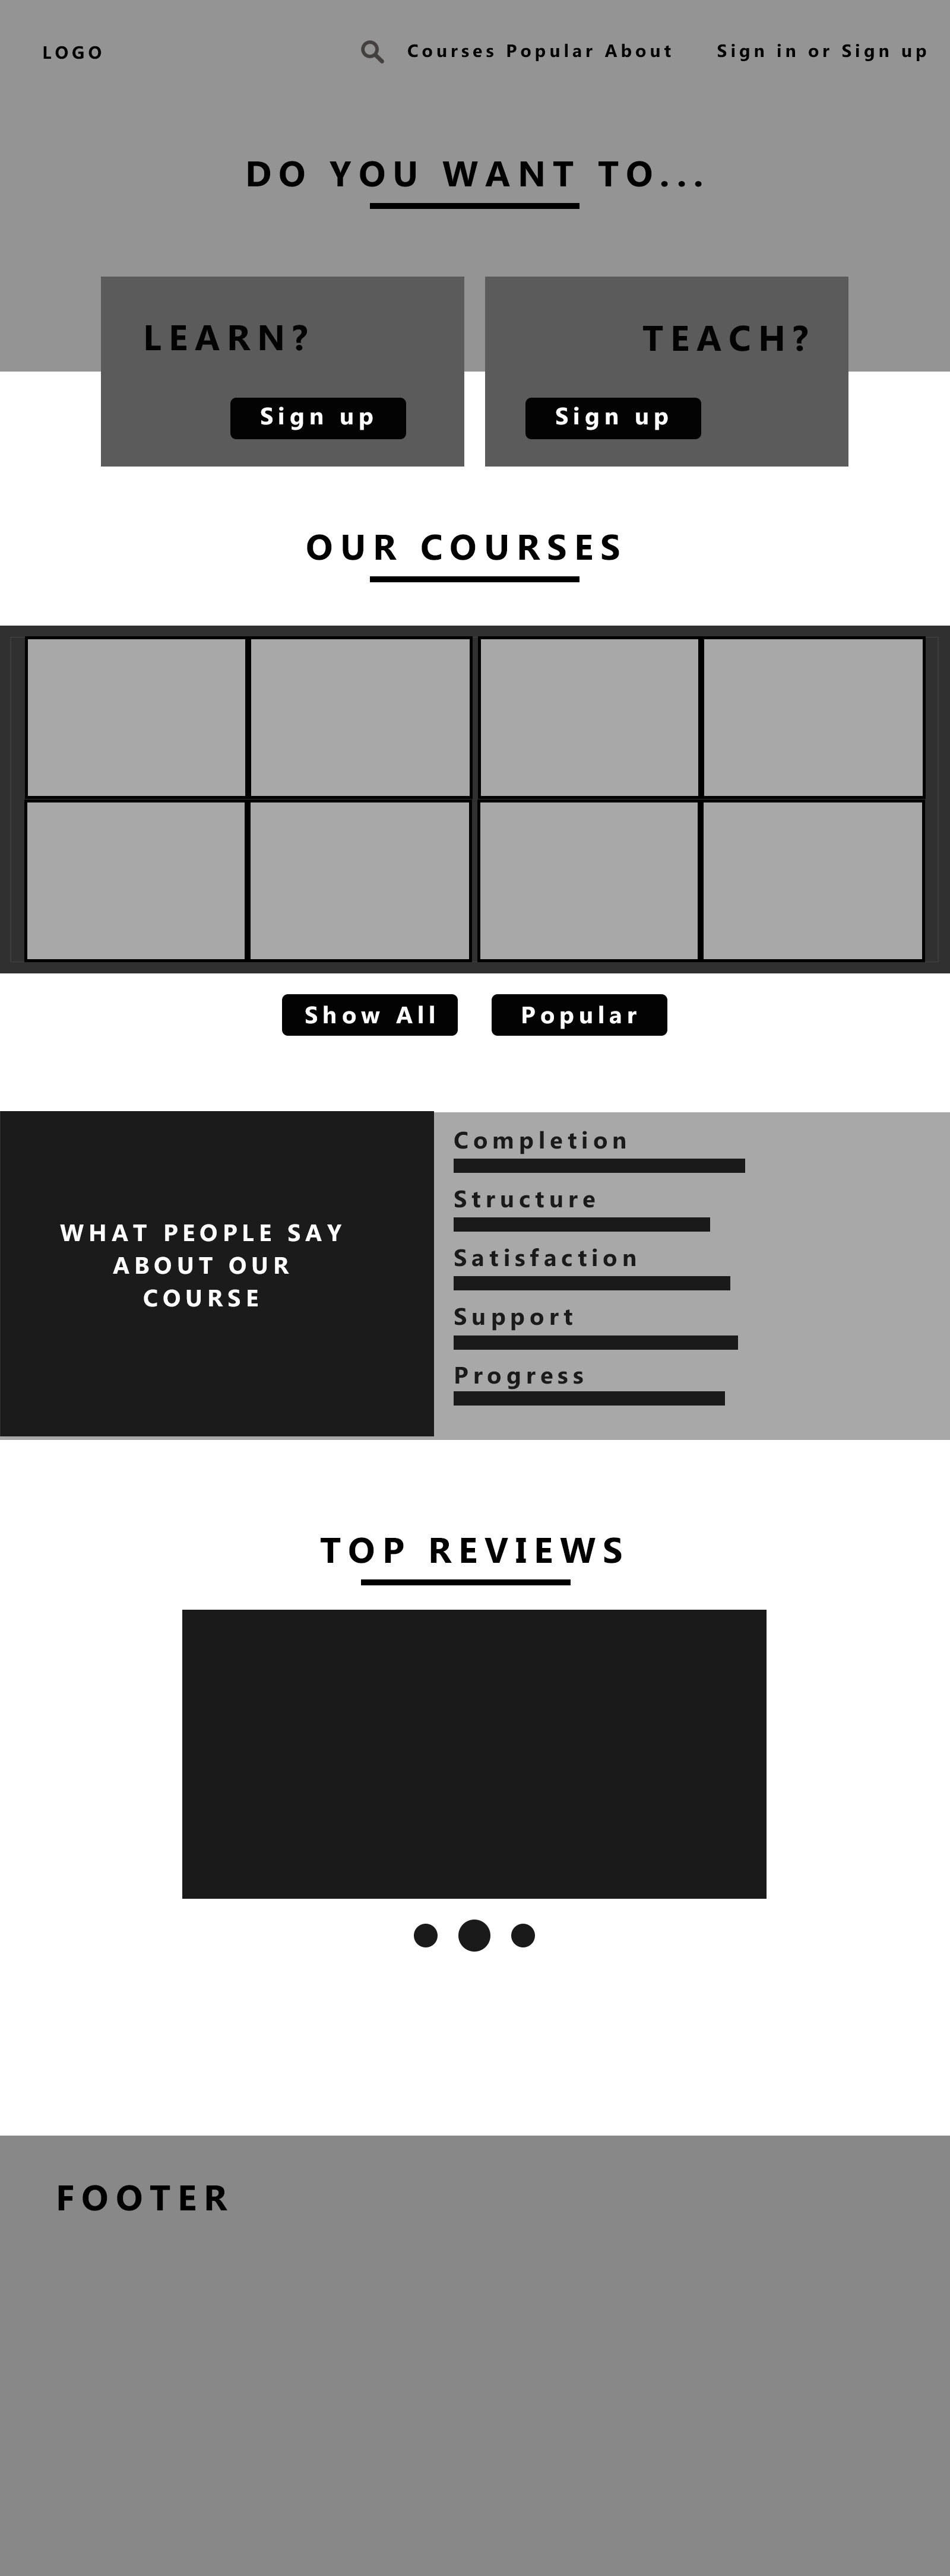 LOGO Courses Popular About Sign in or Sign up
DO YOU WANT TO...
LEARN? TEACH?
Sign up Sign up
OUR COURSES
Show All Popular
WHAT PEOPLE SAY
ABOUT OUR
COURSE
Completion
Structure
Satisfaction
Support
Progress
TOP REVIEWS
FOOTER